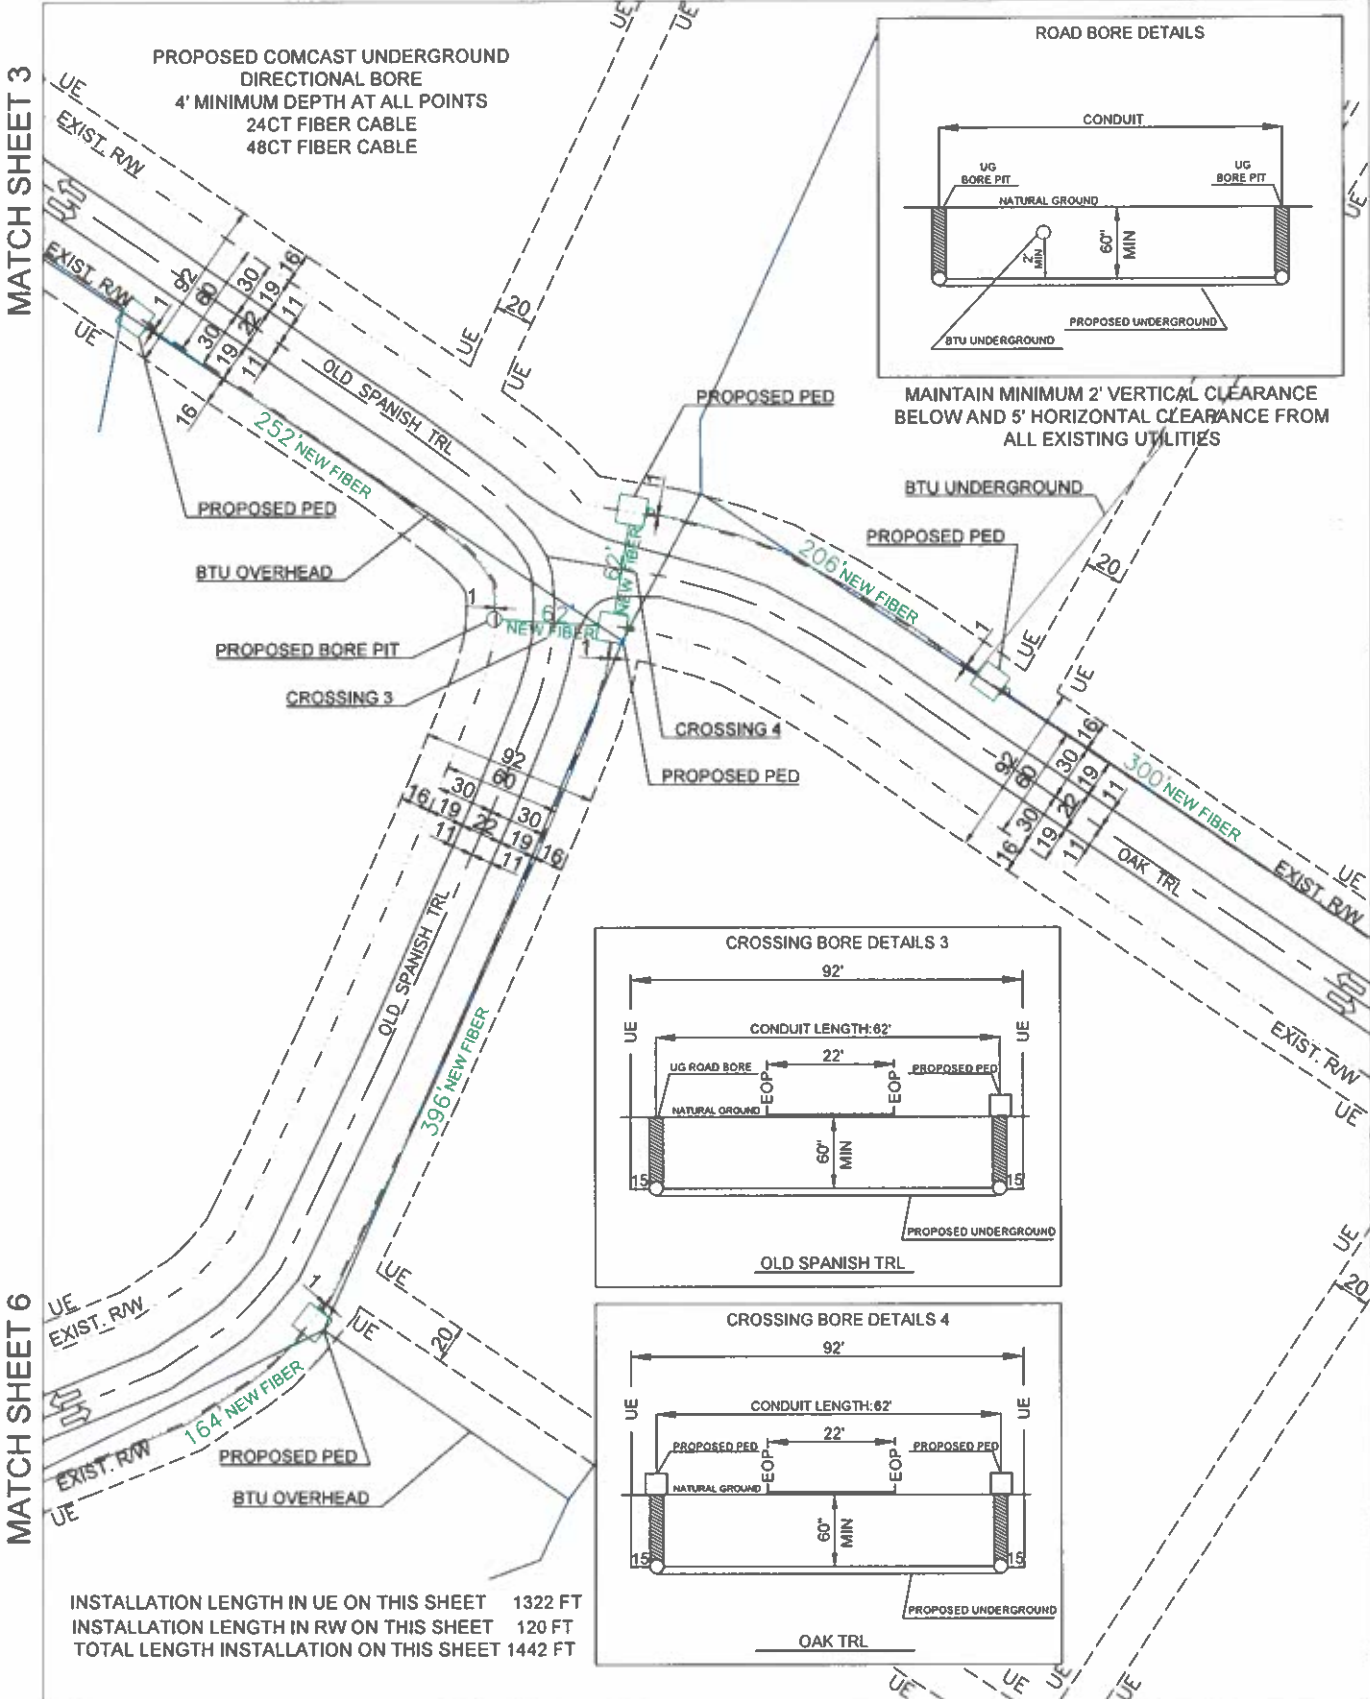 MATCH SHEET 3
PROPOSED COMCAST UNDERGROUND
DIRECTIONAL BORE
4' MINIMUM DEPTH AT ALL POINTS
24CT FIBER CABLE
48CT FIBER CABLE
UE
UE
UE
EXIST. R/W
EXIST. R/W
UE
ROAD BORE DETAILS
CONDUIT
UG
BORE PIT
UG
BORE PIT
NATURAL GROUND
2'
MIN
60"
MIN
PROPOSED UNDERGROUND
BTU UNDERGROUND
UE
UE
MAINTAIN MINIMUM 2' VERTICAL CLEARANCE
BELOW AND 5' HORIZONTAL CLEARANCE FROM
ALL EXISTING UTILITIES
1
92
60
30
16
30
22
19
19
11
11
16
20
UE
UE
OLD SPANISH TRL
252' NEW FIBER
PROPOSED PED
PROPOSED PED
BTU OVERHEAD
1
62'
NEW FIBER
1
62'
NEW FIBER
1
PROPOSED BORE PIT
CROSSING 3
CROSSING 4
PROPOSED PED
BTU UNDERGROUND
PROPOSED PED
206' NEW FIBER
20
1
UE
UE
92
60
30
16
19
22
11
30
19
11
16
300' NEW FIBER
OAK TRL
EXIST. R/W
UE
EXIST. R/W
UE
92
60
30
30
16
19
22
19
16
11
11
OLD SPANISH TRL
396' NEW FIBER
CROSSING BORE DETAILS 3
92'
UE
UE
CONDUIT LENGTH:62'
22'
UG ROAD BORE
PROPOSED PED
EOP
EOP
NATURAL GROUND
60"
MIN
15
15
PROPOSED UNDERGROUND
OLD SPANISH TRL
CROSSING BORE DETAILS 4
92'
UE
UE
CONDUIT LENGTH:62'
22'
PROPOSED PED
PROPOSED PED
EOP
EOP
NATURAL GROUND
60"
MIN
15
15
PROPOSED UNDERGROUND
OAK TRL
MATCH SHEET 6
UE
EXIST. R/W
1
UE
UE
20
164' NEW FIBER
PROPOSED PED
EXIST. R/W
UE
BTU OVERHEAD
UE
20
INSTALLATION LENGTH IN UE ON THIS SHEET 1322 FT
INSTALLATION LENGTH IN RW ON THIS SHEET 120 FT
TOTAL LENGTH INSTALLATION ON THIS SHEET 1442 FT
UE
UE
UE
UE